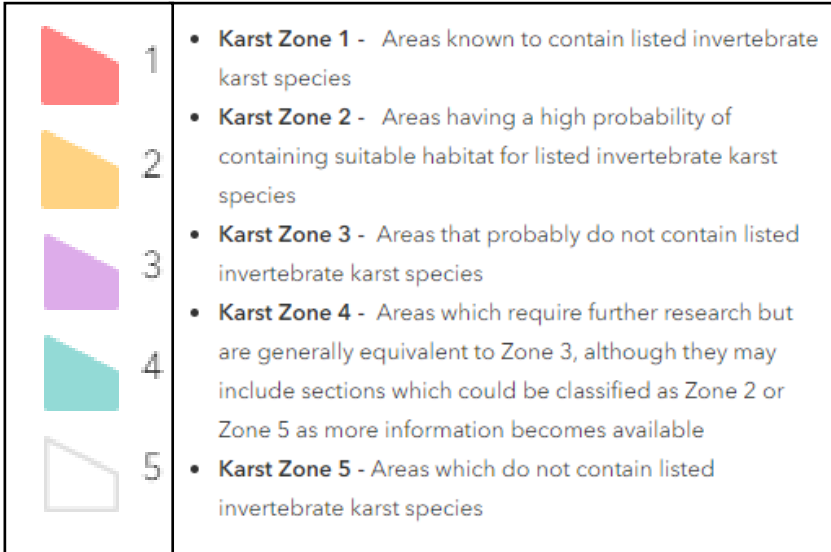 1
2
3
4
5
• Karst Zone 1 - Areas known to contain listed invertebrate
karst species
• Karst Zone 2 - Areas having a high probability of
containing suitable habitat for listed invertebrate karst
species
• Karst Zone 3 - Areas that probably do not contain listed
invertebrate karst species
• Karst Zone 4 - Areas which require further research but
are generally equivalent to Zone 3, although they may
include sections which could be classified as Zone 2 or
Zone 5 as more information becomes available
• Karst Zone 5 - Areas which do not contain listed
invertebrate karst species